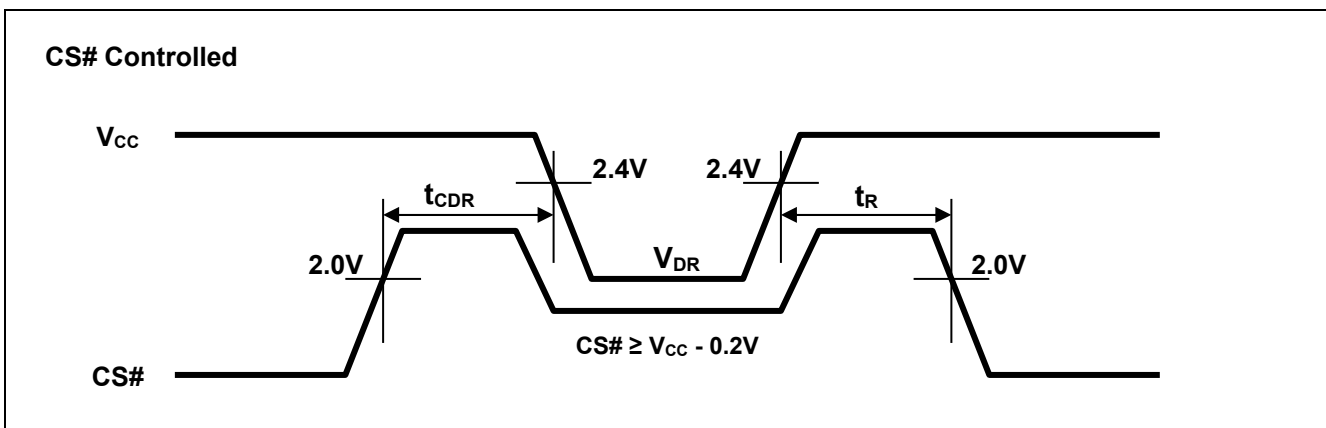 CS# Controlled
VCC
2.4V
2.4V
tCDR
tR
2.0V
VDR
2.0V
CS# ≥ VCC - 0.2V
CS#